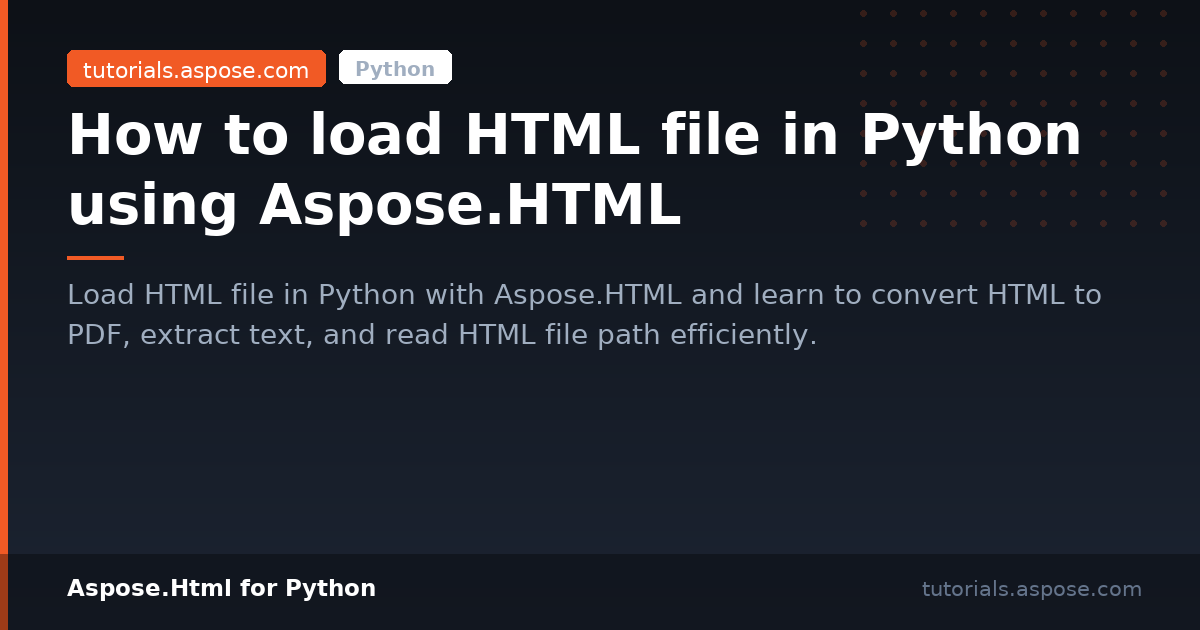 tutorials.aspose.com
Python
How to load HTML file in Python
using Aspose.HTML
Load HTML file in Python with Aspose.HTML and learn to convert HTML to
PDF, extract text, and read HTML file path efficiently.
Aspose.Html for Python
tutorials.aspose.com